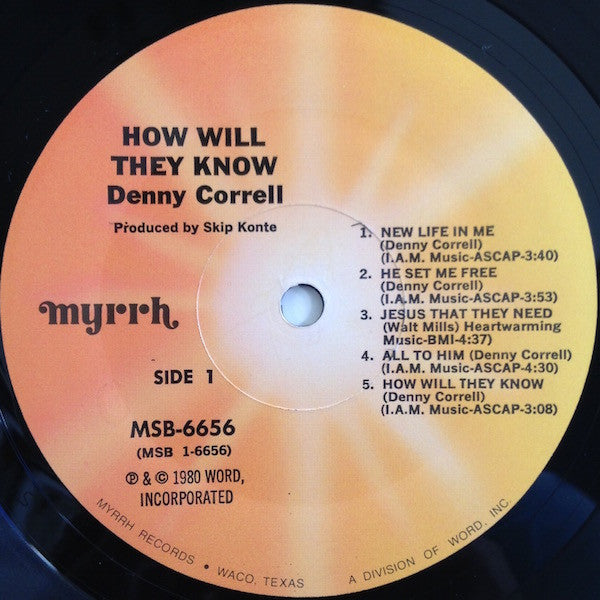 HOW WILL
THEY KNOW
Denny Correll
Produced by Skip Konte
1. NEW LIFE IN ME
(Denny Correll)
(I.A.M. Music-ASCAP-3:40)
2. HE SET ME FREE
(Denny Correll)
(I.A.M. Music-ASCAP-3:53)
3. JESUS THAT THEY NEED
(Walt Mills) Heartwarming
Music-BMI-4:37)
4. ALL TO HIM (Denny Correll)
(I.A.M. Music-ASCAP-4:30)
5. HOW WILL THEY KNOW
(Denny Correll)
(I.A.M. Music-ASCAP-3:08)
myrrh
SIDE 1
MSB-6656
(MSB 1-6656)
℗ & © 1980 WORD,
INCORPORATED
MYRRH RECORDS • WACO, TEXAS A DIVISION OF WORD, INC